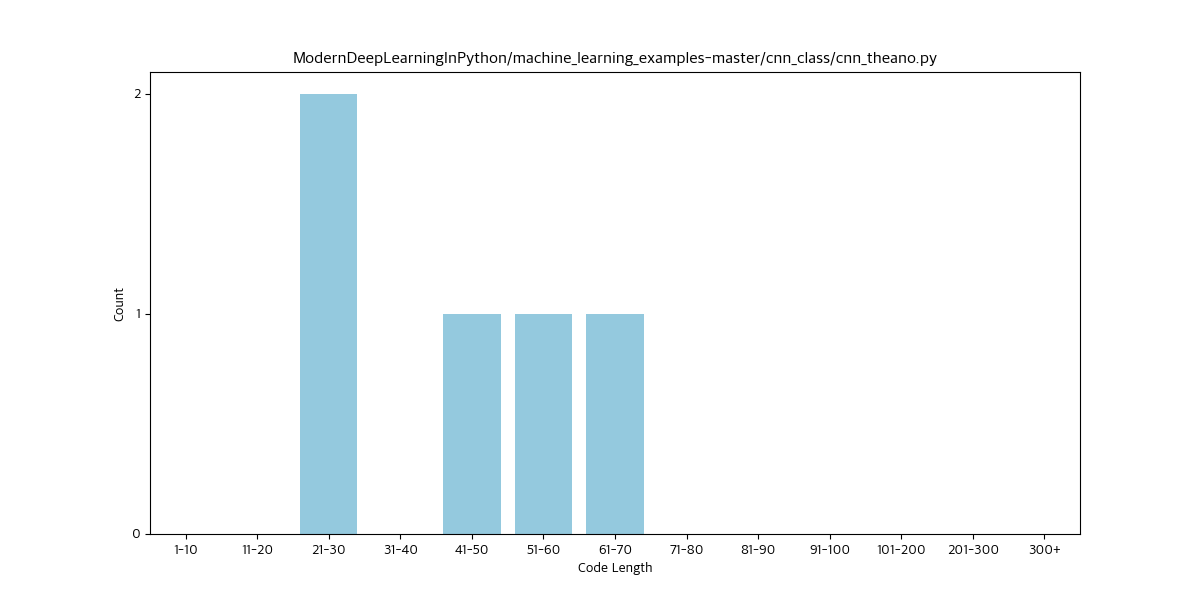 ModernDeepLearningInPython/machine_learning_examples-master/cnn_class/cnn_theano.py
2
1
0
Count
1-10 11-20 21-30 31-40 41-50 51-60 61-70 71-80 81-90 91-100 101-200 201-300 300+
Code Length